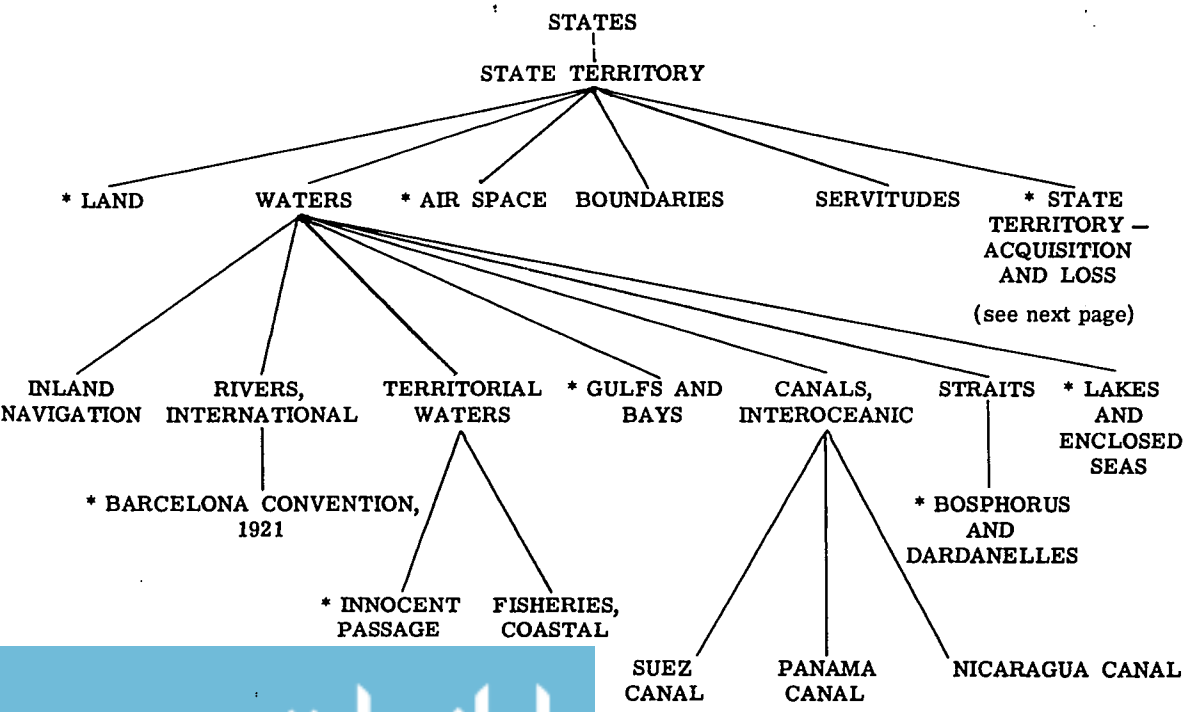 STATES
STATE TERRITORY
* LAND
WATERS
* AIR SPACE
BOUNDARIES
SERVITUDES
* STATE
TERRITORY —
ACQUISITION
AND LOSS
(see next page)
INLAND
NAVIGATION
RIVERS,
INTERNATIONAL
TERRITORIAL
WATERS
* GULFS AND
BAYS
CANALS,
INTEROCEANIC
STRAITS
* LAKES
AND
ENCLOSED
SEAS
* BARCELONA CONVENTION,
1921
* BOSPHORUS
AND
DARDANELLES
* INNOCENT
PASSAGE
FISHERIES,
COASTAL
SUEZ
CANAL
PANAMA
CANAL
NICARAGUA CANAL